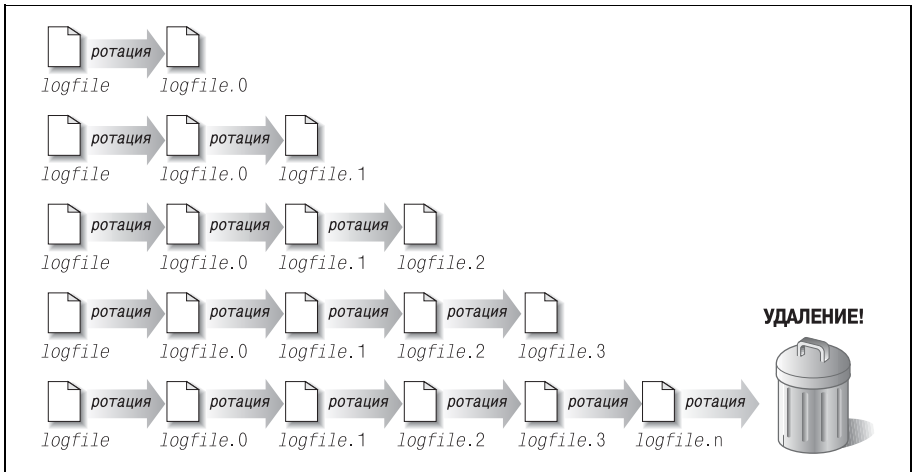 ротация
logfile logfile.0
ротация ротация
logfile logfile.0 logfile.1
ротация ротация ротация
logfile logfile.0 logfile.1 logfile.2
ротация ротация ротация ротация
УДАЛЕНИЕ!
logfile logfile.0 logfile.1 logfile.2 logfile.3
ротация ротация ротация ротация ротация ротация
logfile logfile.0 logfile.1 logfile.2 logfile.3 logfile.n